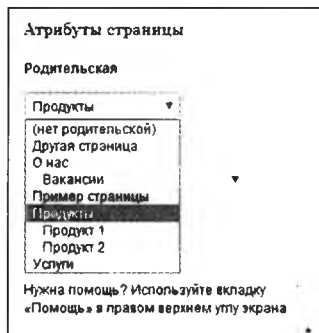 Атрибуты страницы
Родительская
Продукты
(нет родительской)
Другая страница
О нас
Вакансии
Пример страницы
Продукты
Продукт 1
Продукт 2
Услуги
Нужна помощь? Используйте вкладку
«Помощь» в правом верхнем углу экрана